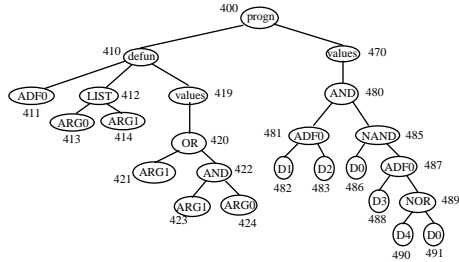 400 progn
410 defun values 470
ADF0 LIST 412 values 419 AND 480
411 ARG0 ARG1 481 ADF0 NAND 485
413 414 OR 420 D1 D2 D0 ADF0 487
421 ARG1 AND 422 482 483 486 D3 NOR 489
ARG1 ARG0 488 D4 D0
423 424 490 491